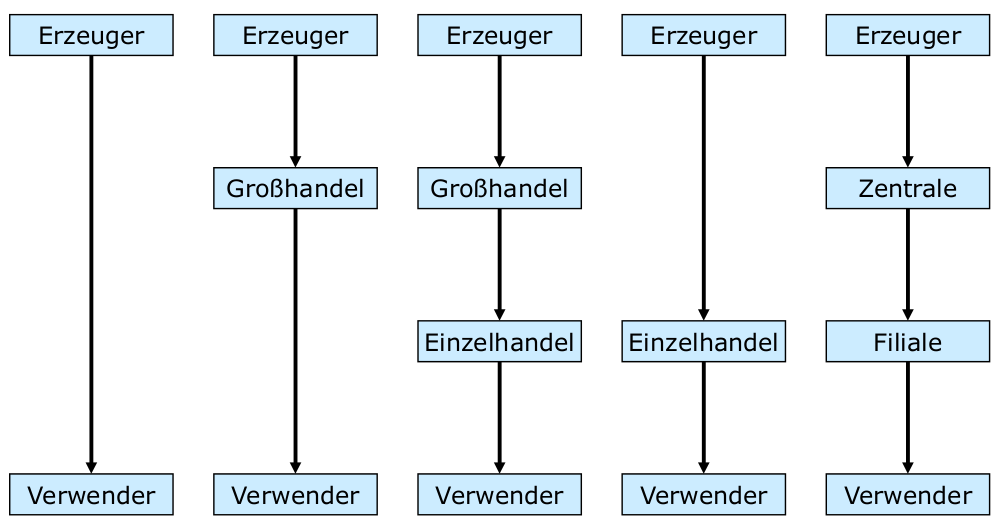 Erzeuger Erzeuger Erzeuger Erzeuger Erzeuger
Großhandel Großhandel Zentrale
Einzelhandel Einzelhandel Filiale
Verwender Verwender Verwender Verwender Verwender